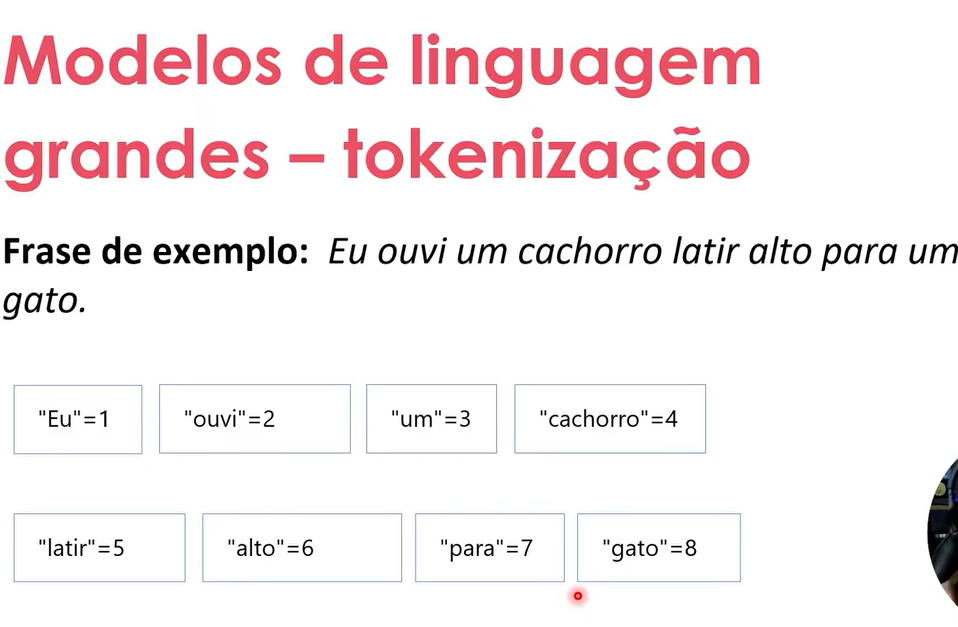 Modelos de linguagem
grandes – tokenização
Frase de exemplo: Eu ouvi um cachorro latir alto para um
gato.
"Eu"=1 "ouvi"=2 "um"=3 "cachorro"=4
"latir"=5 "alto"=6 "para"=7 "gato"=8